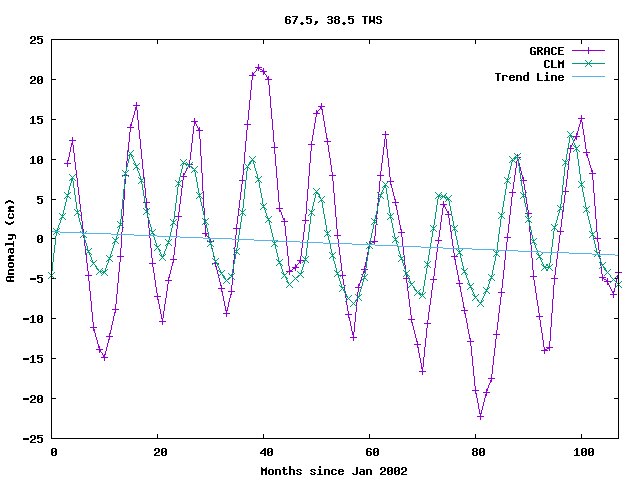 67.5, 38.5 TWS
GRACE
CLM
Trend Line
25
20
15
10
5
0
-5
-10
-15
-20
-25
Anomaly (cm)
0 20 40 60 80 100
Months since Jan 2002